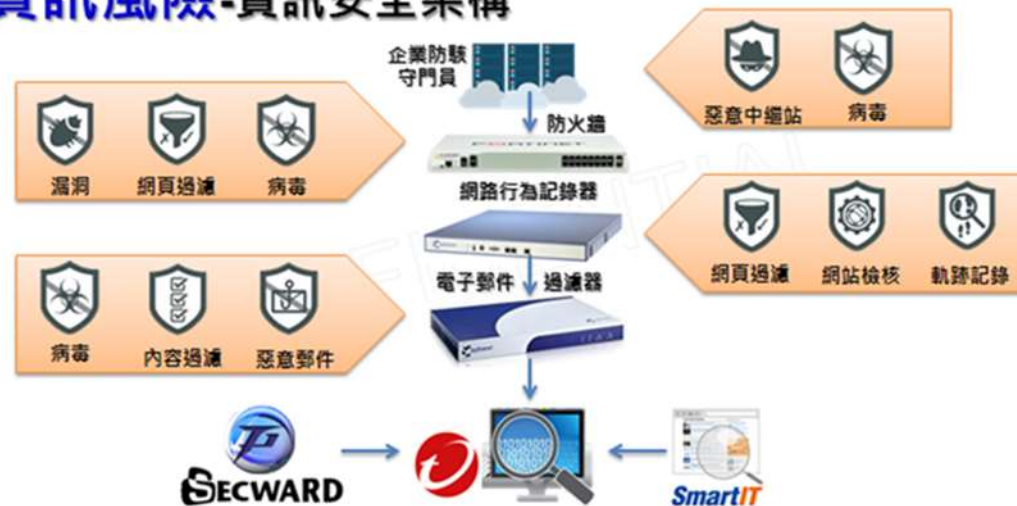 資訊風險-資訊安全架構
企業防駭
守門員
惡意中繼站
病毒
防火牆
FORTINET
漏洞
網頁過濾
病毒
網路行為記錄器
網頁過濾
網站檢核
軌跡記錄
電子郵件
過濾器
病毒
內容過濾
惡意郵件
SECWARD
SmartIT